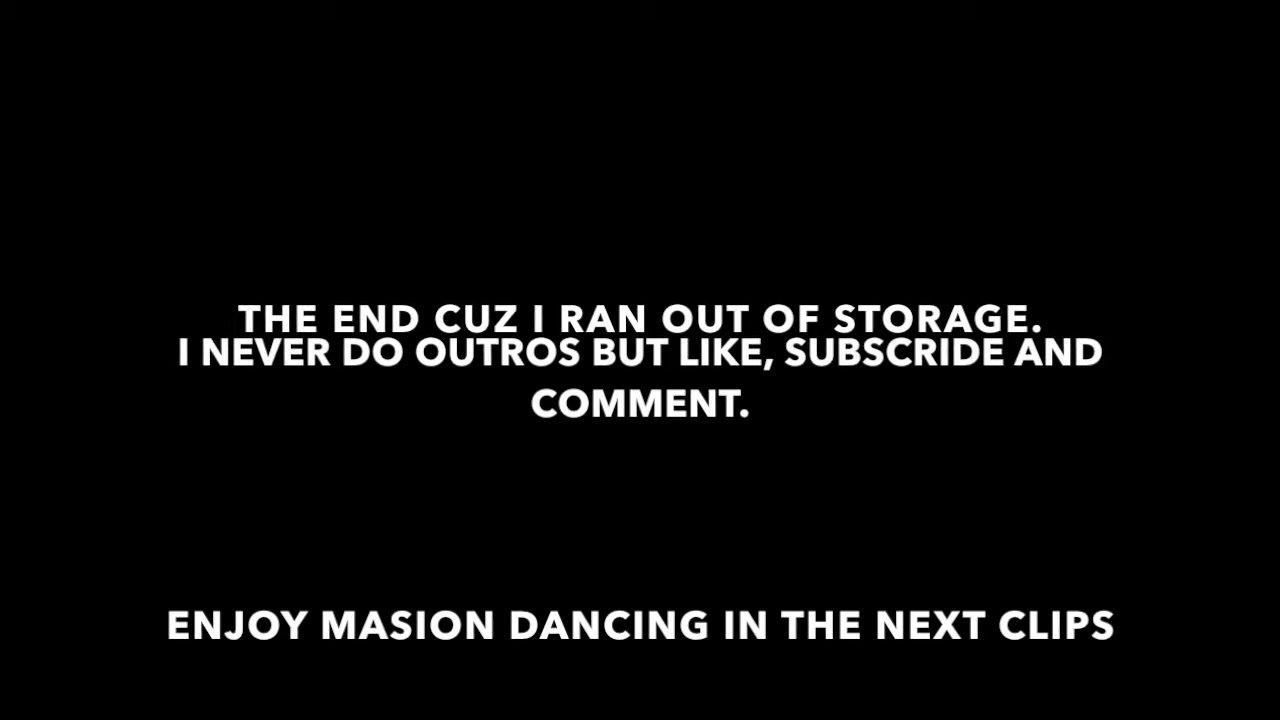 THE END CUZ I RAN OUT OF STORAGE.
I NEVER DO OUTROS BUT LIKE, SUBSCRIDE AND
COMMENT.
ENJOY MASION DANCING IN THE NEXT CLIPS